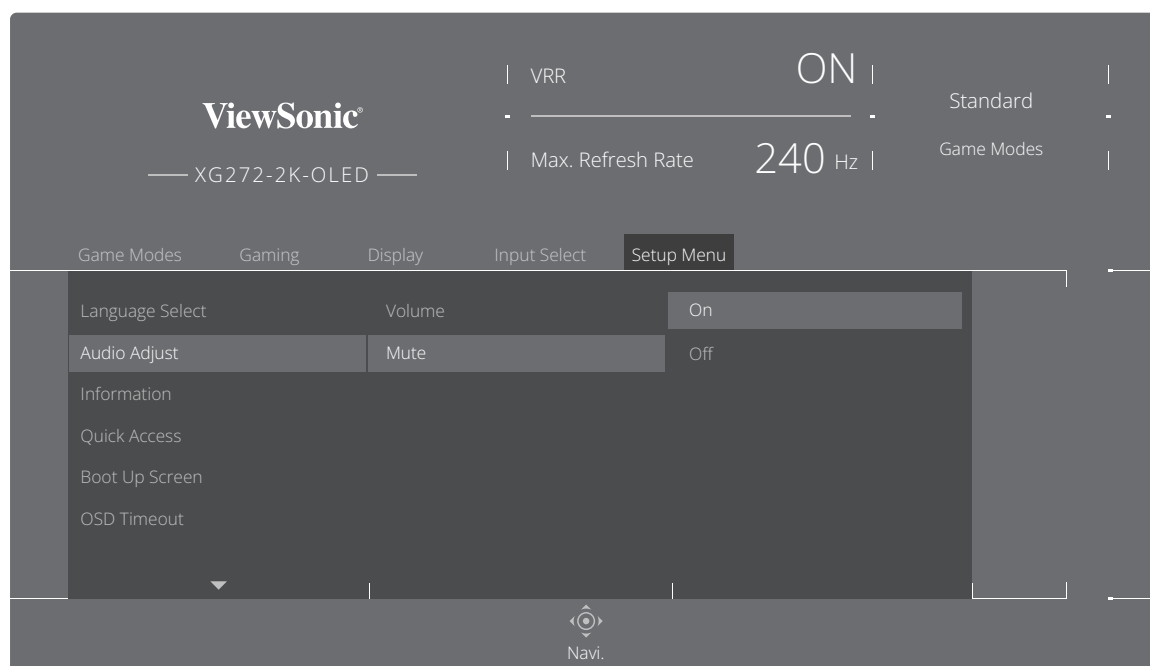 ViewSonic®
XG272-2K-OLED
VRR ON
Max. Refresh Rate 240 Hz
Standard
Game Modes
Game Modes Gaming Display Input Select Setup Menu
Language Select Volume On
Audio Adjust Mute Off
Information
Quick Access
Boot Up Screen
OSD Timeout
Navi.